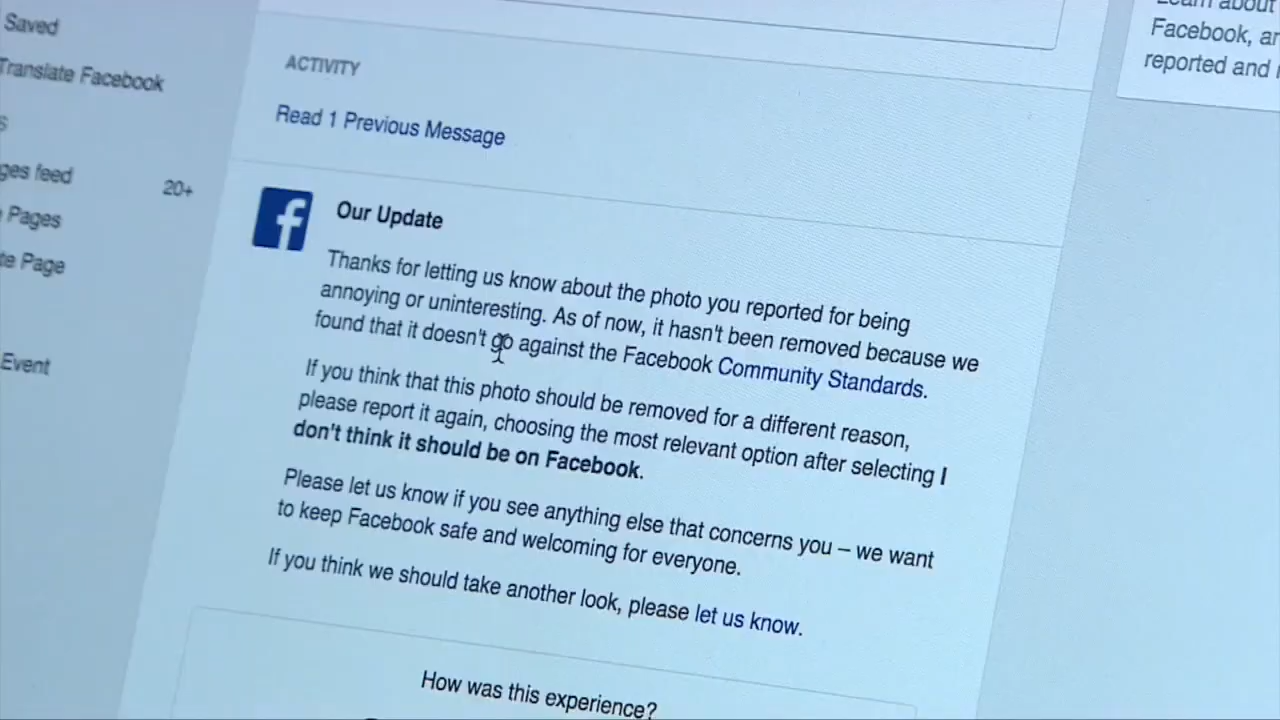 Saved
Translate Facebook
ges feed 20+
Pages
te Page
Event
Facebook, ar
reported and
ACTIVITY
Read 1 Previous Message
Our Update
Thanks for letting us know about the photo you reported for being
annoying or uninteresting. As of now, it hasn't been removed because we
found that it doesn't go against the Facebook Community Standards.
If you think that this photo should be removed for a different reason,
please report it again, choosing the most relevant option after selecting I
don't think it should be on Facebook.
Please let us know if you see anything else that concerns you – we want
to keep Facebook safe and welcoming for everyone.
If you think we should take another look, please let us know.
How was this experience?